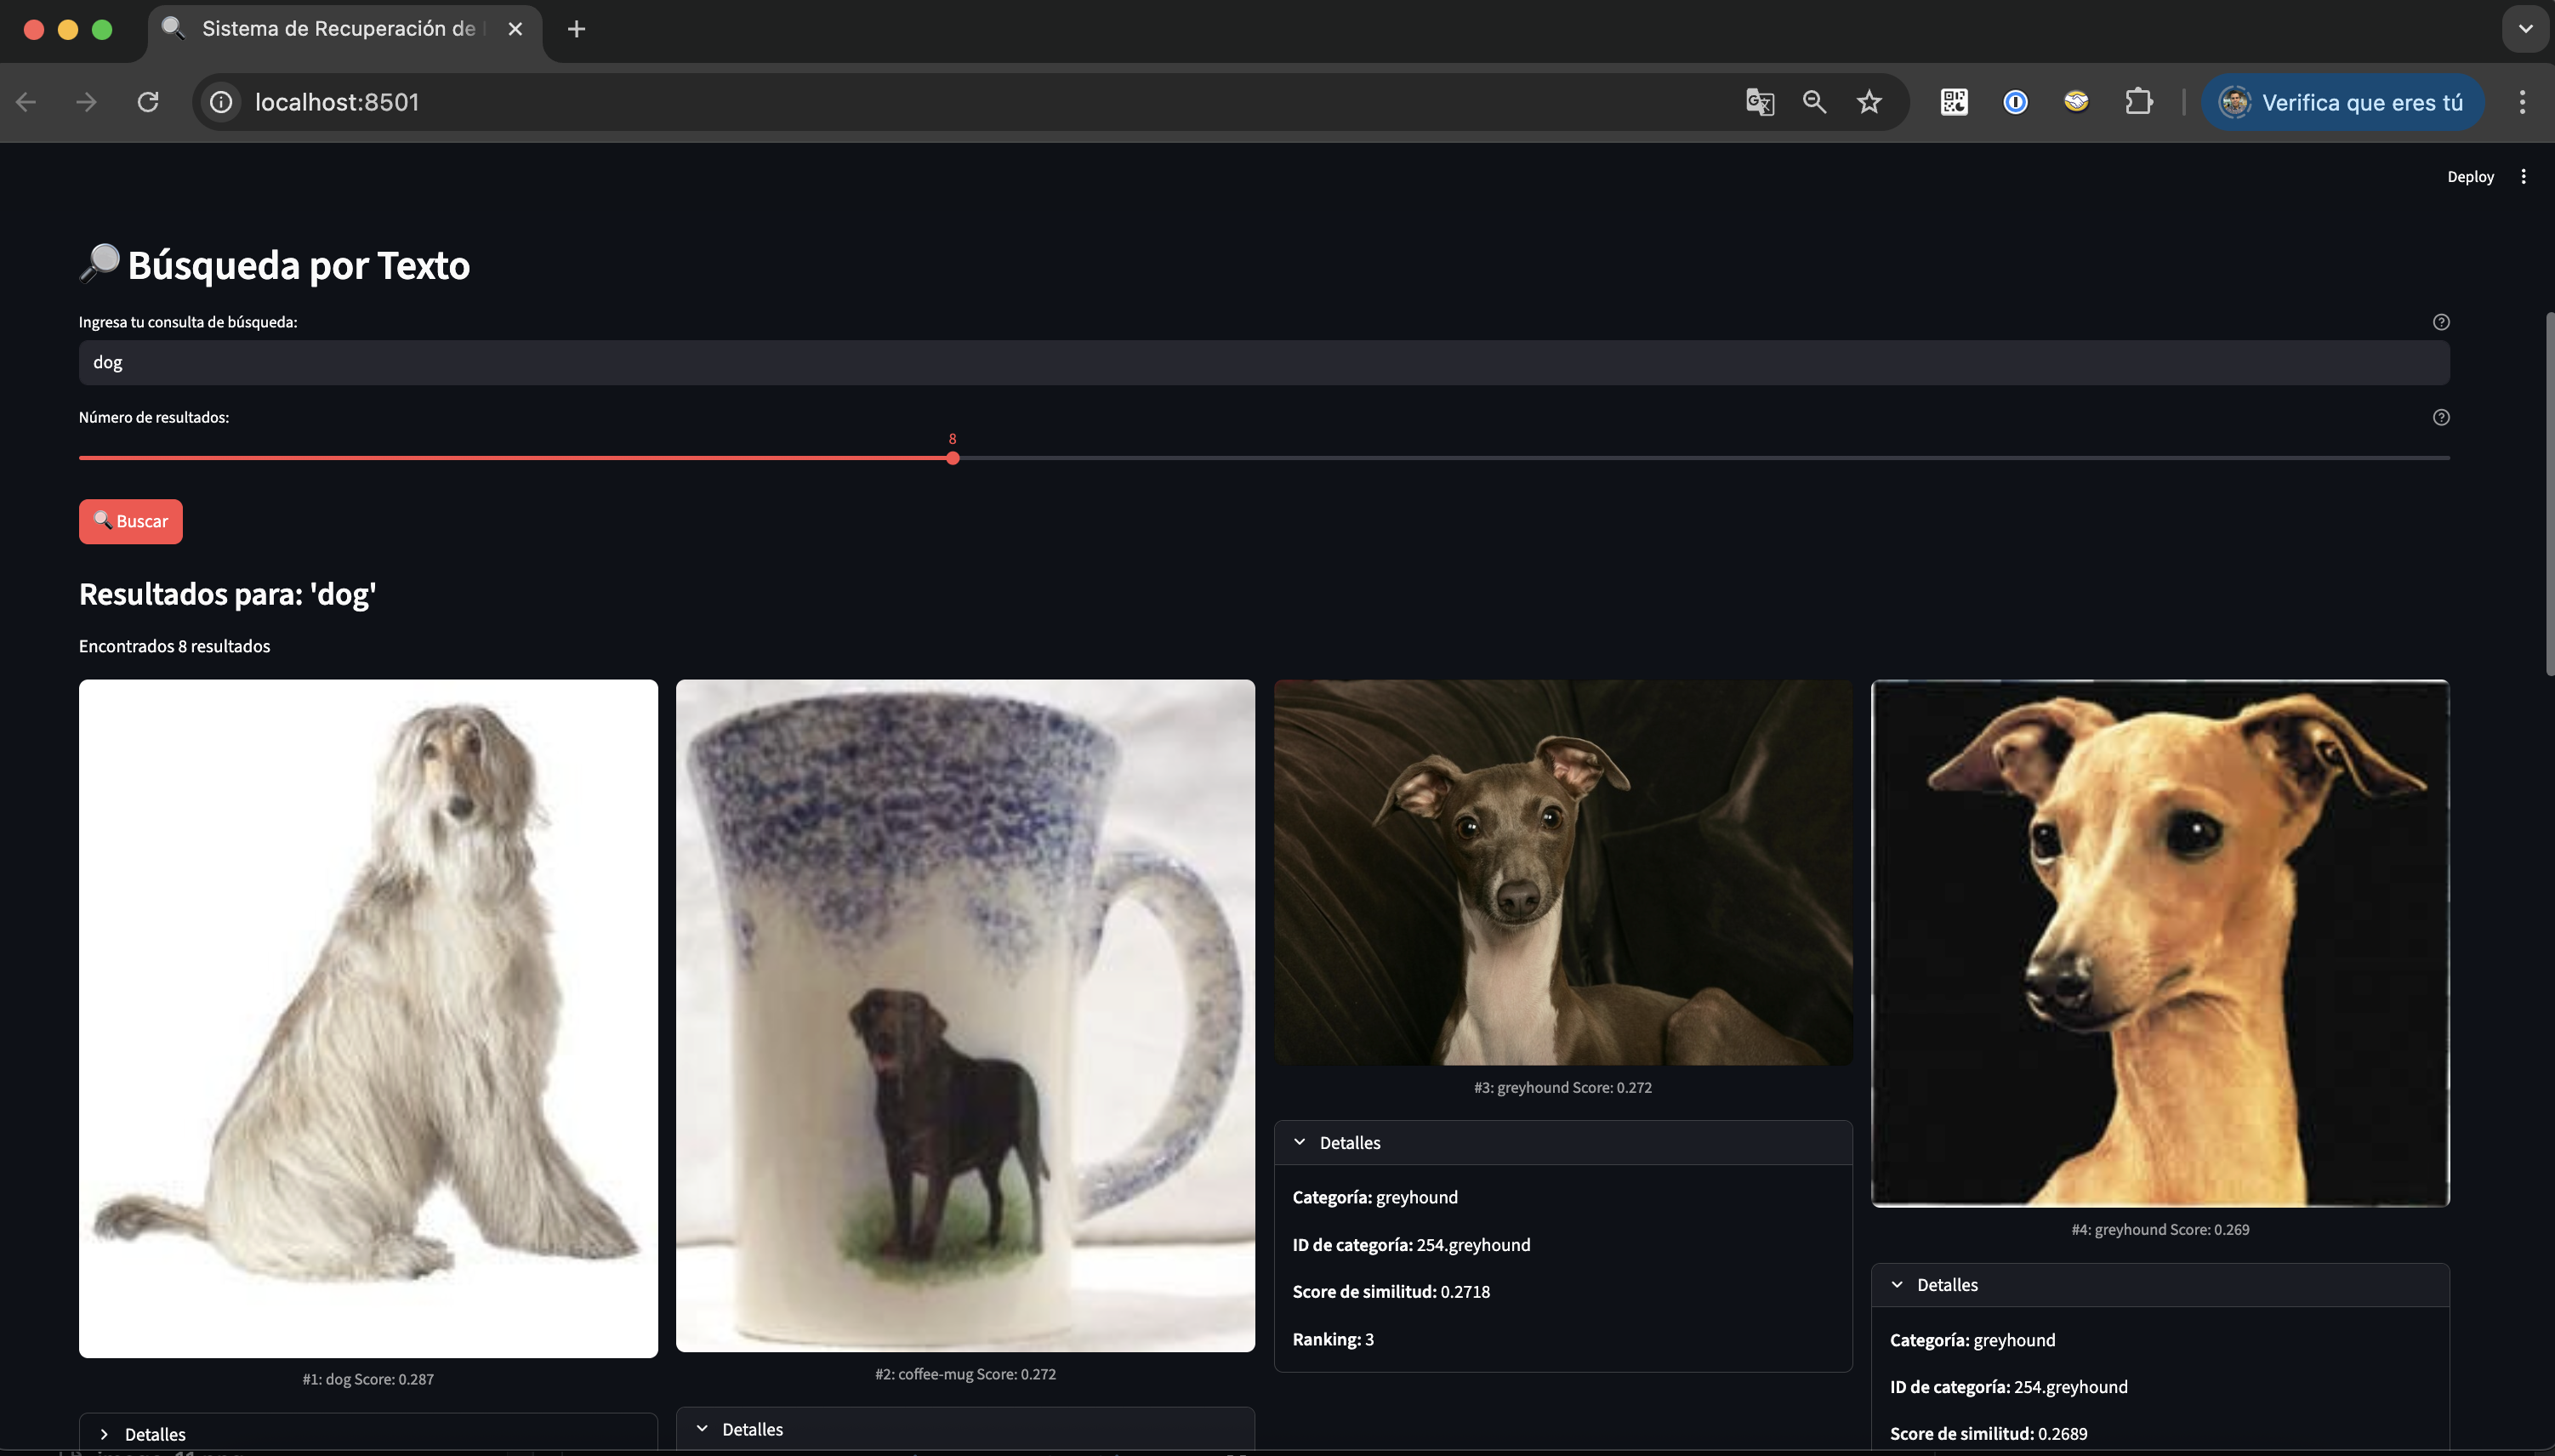 Sistema de Recuperación de
localhost:8501
Verifica que eres tú
Deploy
Búsqueda por Texto
Ingresa tu consulta de búsqueda:
dog
Número de resultados:
8
Buscar
Resultados para: 'dog'
Encontrados 8 resultados
#1: dog Score: 0.287
Detalles
#2: coffee-mug Score: 0.272
Detalles
#3: greyhound Score: 0.272
Detalles
Categoría: greyhound
ID de categoría: 254.greyhound
Score de similitud: 0.2718
Ranking: 3
#4: greyhound Score: 0.269
Detalles
Categoría: greyhound
ID de categoría: 254.greyhound
Score de similitud: 0.2689